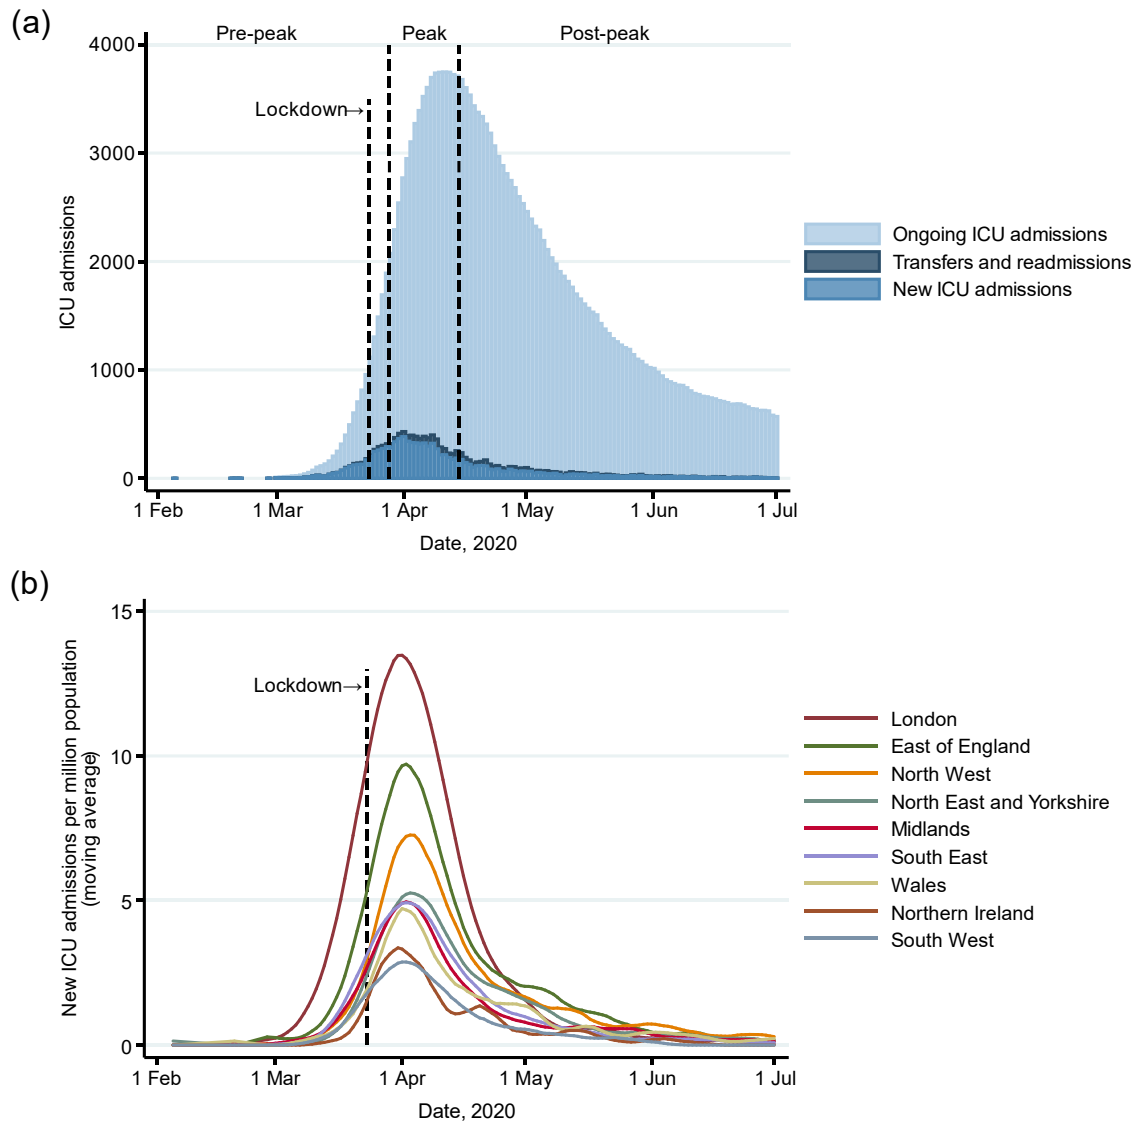 (a)
Pre-peak Peak Post-peak
4000
Lockdown→
3000
2000
1000
0
ICU admissions
1 Feb 1 Mar 1 Apr 1 May 1 Jun 1 Jul
Date, 2020
Ongoing ICU admissions
Transfers and readmissions
New ICU admissions
(b)
15
Lockdown→
10
5
0
New ICU admissions per million population
(moving average)
1 Feb 1 Mar 1 Apr 1 May 1 Jun 1 Jul
Date, 2020
London
East of England
North West
North East and Yorkshire
Midlands
South East
Wales
Northern Ireland
South West